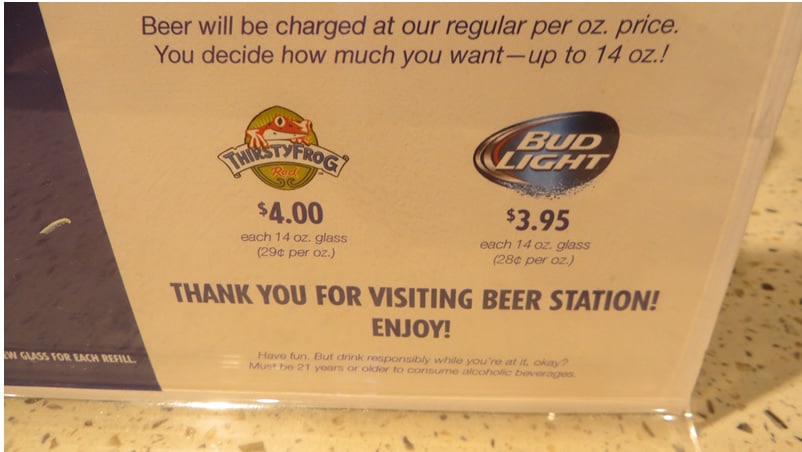 Beer will be charged at our regular per oz. price.
You decide how much you want—up to 14 oz.!
THIRSTYFROG
Red
BUD
LIGHT
$4.00
each 14 oz. glass
(29¢ per oz.)
$3.95
each 14 oz. glass
(28¢ per oz.)
THANK YOU FOR VISITING BEER STATION!
ENJOY!
GLASS FOR EACH REFILL.
Have fun. But drink responsibly while you're at it, okay?
Must be 21 years or older to consume alcoholic beverages.